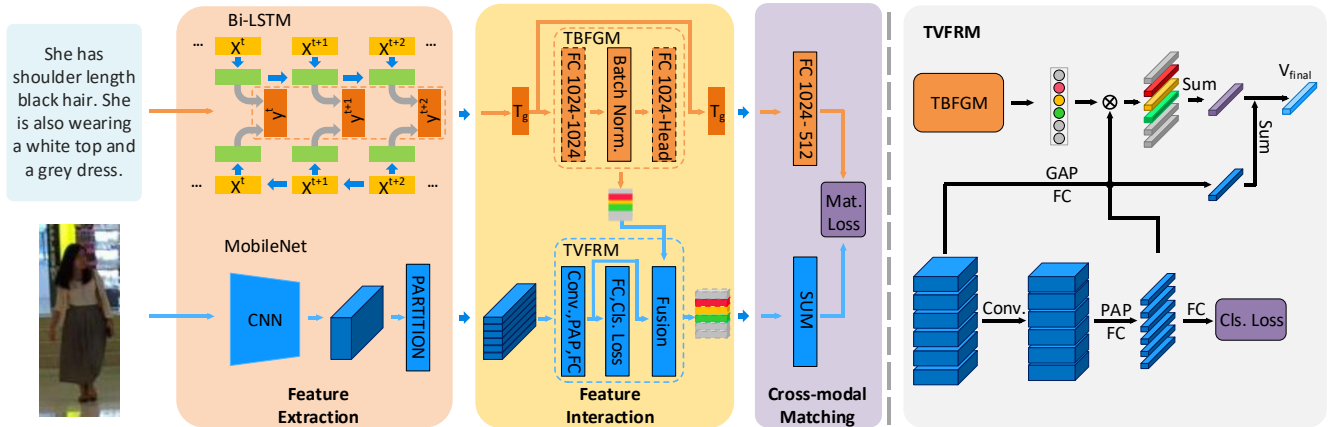 She has
shoulder length
black hair. She
is also wearing
a white top and
a grey dress.
Bi-LSTM
... X^t X^{t+1} X^{t+2} ...
y^t y^{t+1} y^{t+2}
... X^t X^{t+1} X^{t+2} ...
MobileNet
CNN
PARTITION
Feature
Extraction
TBFGM
T_g
FC 1024-1024
Batch Norm.
FC 1024-Head
T_g
TVFRM
Conv.,PAP,FC
FC,Cls. Loss
Fusion
Feature
Interaction
FC 1024- 512
Mat.
Loss
SUM
Cross-modal
Matching
TVFRM
TBFGM
Sum
V_final
Sum
GAP
FC
Conv.
PAP
FC
FC
Cls. Loss